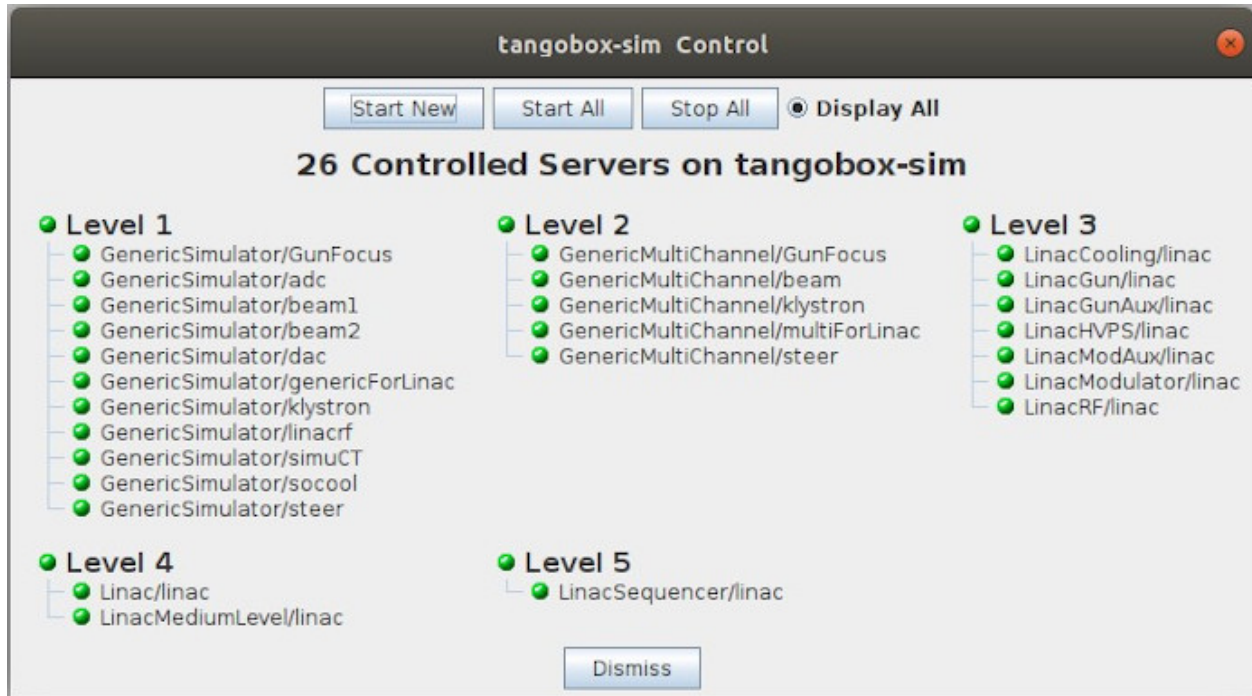 tangobox-sim Control
Start New Start All Stop All Display All
26 Controlled Servers on tangobox-sim
Level 1
GenericSimulator/GunFocus
GenericSimulator/adc
GenericSimulator/beam1
GenericSimulator/beam2
GenericSimulator/dac
GenericSimulator/genericForLinac
GenericSimulator/klystron
GenericSimulator/linacrf
GenericSimulator/simuCT
GenericSimulator/socool
GenericSimulator/steer
Level 2
GenericMultiChannel/GunFocus
GenericMultiChannel/beam
GenericMultiChannel/klystron
GenericMultiChannel/multiForLinac
GenericMultiChannel/steer
Level 3
LinacCooling/linac
LinacGun/linac
LinacGunAux/linac
LinacHVPS/linac
LinacModAux/linac
LinacModulator/linac
LinacRF/linac
Level 4
Linac/linac
LinacMediumLevel/linac
Level 5
LinacSequencer/linac
Dismiss